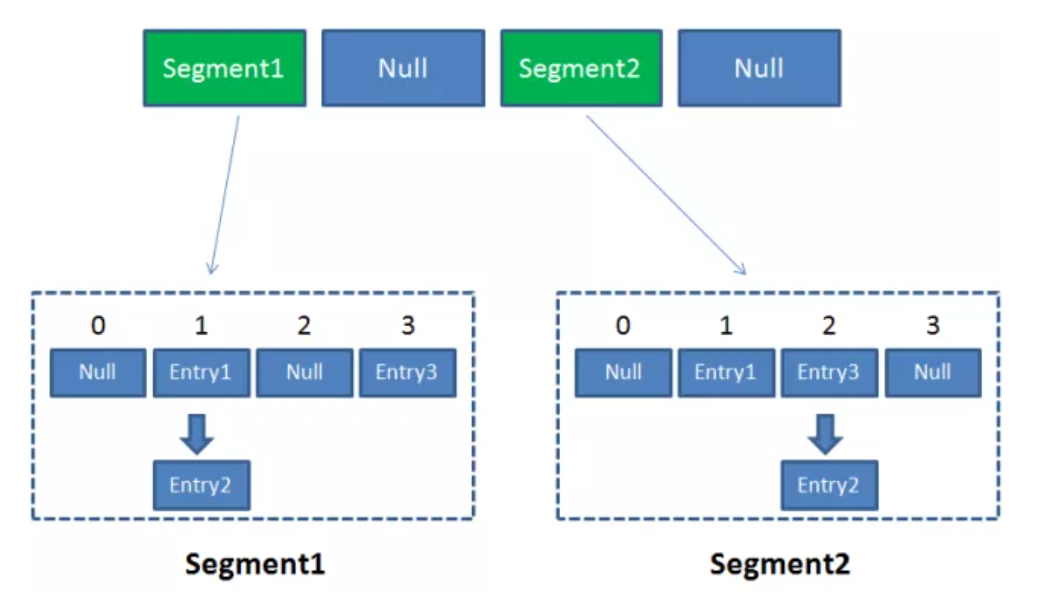 Segment1 Null Segment2 Null
0 1 2 3 0 1 2 3
Null Entry1 Null Entry3 Null Entry1 Entry3 Null
Entry2 Entry2
Segment1 Segment2